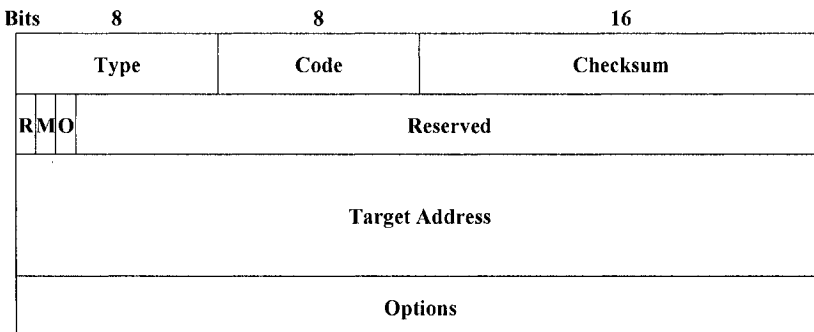 Bits 8 8 16
Type Code Checksum
R M O Reserved
Target Address
Options